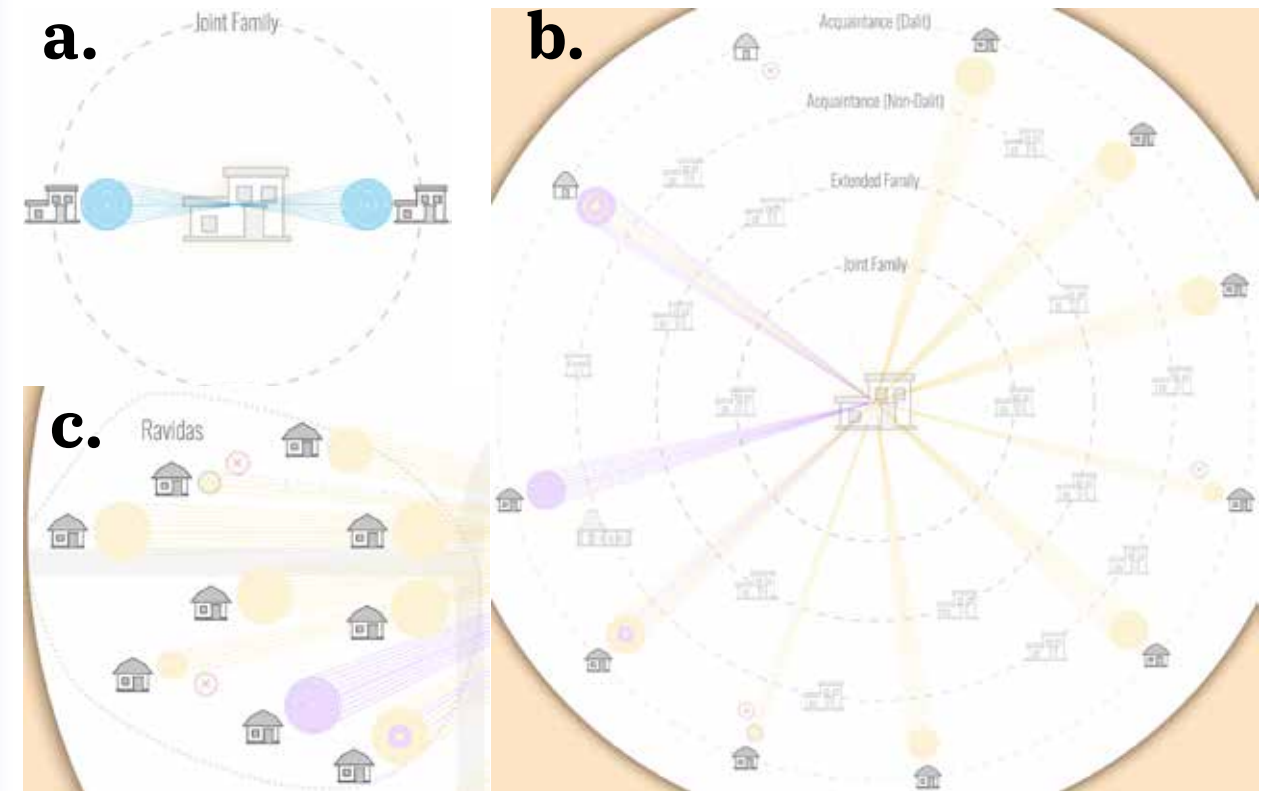 a.
Joint Family
b.
Acquaintance (Dalit)
Acquaintance (Non-Dalit)
Extended Family
Joint Family
c.
Ravidas